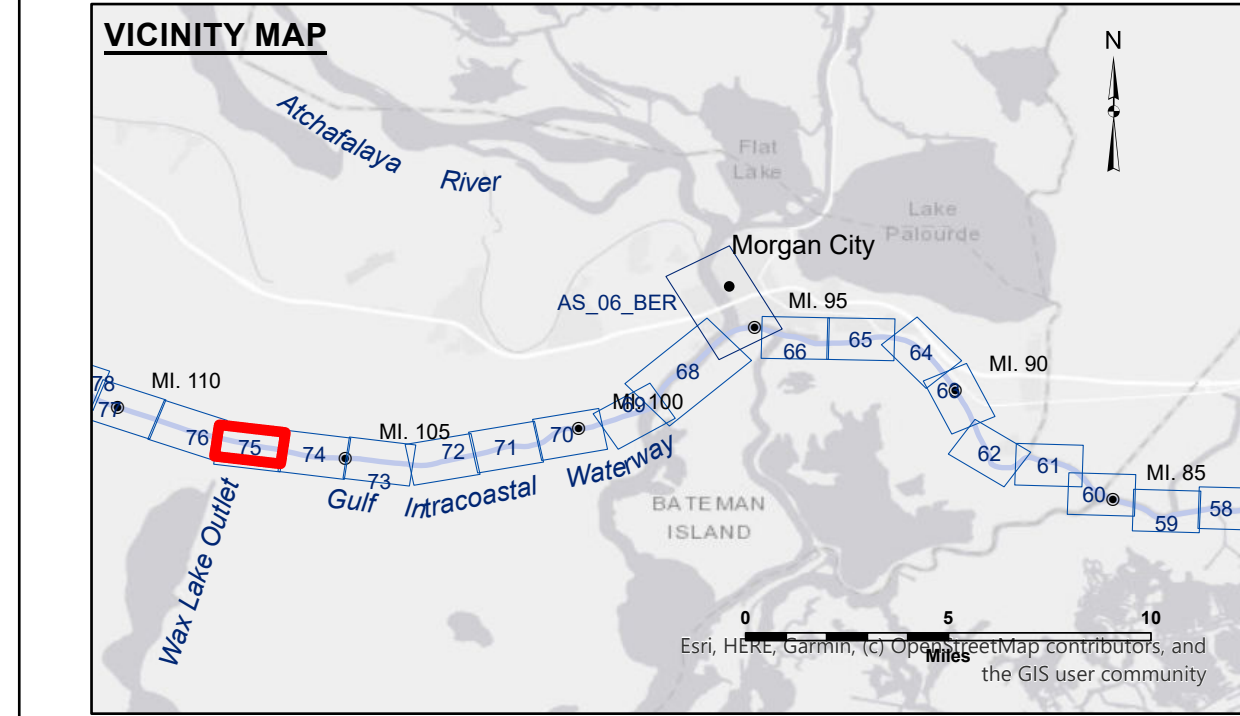 VICINITY MAP
N
Atchafalaya
River
Flat
Lake
Lake
Palourde
Morgan City
AS_06_BER
MI. 95
66
65
64
MI. 90
63
68
MI. 100
69
78
MI. 110
77
76
75
74
MI. 105
73
72
71
70
62
61
MI. 85
60
59
58
Gulf Intracoastal Waterway
Wax Lake Outlet
BATEMAN
ISLAND
0 5 10
Miles
Esri, HERE, Garmin, (c) OpenStreetMap contributors, and
the GIS user community